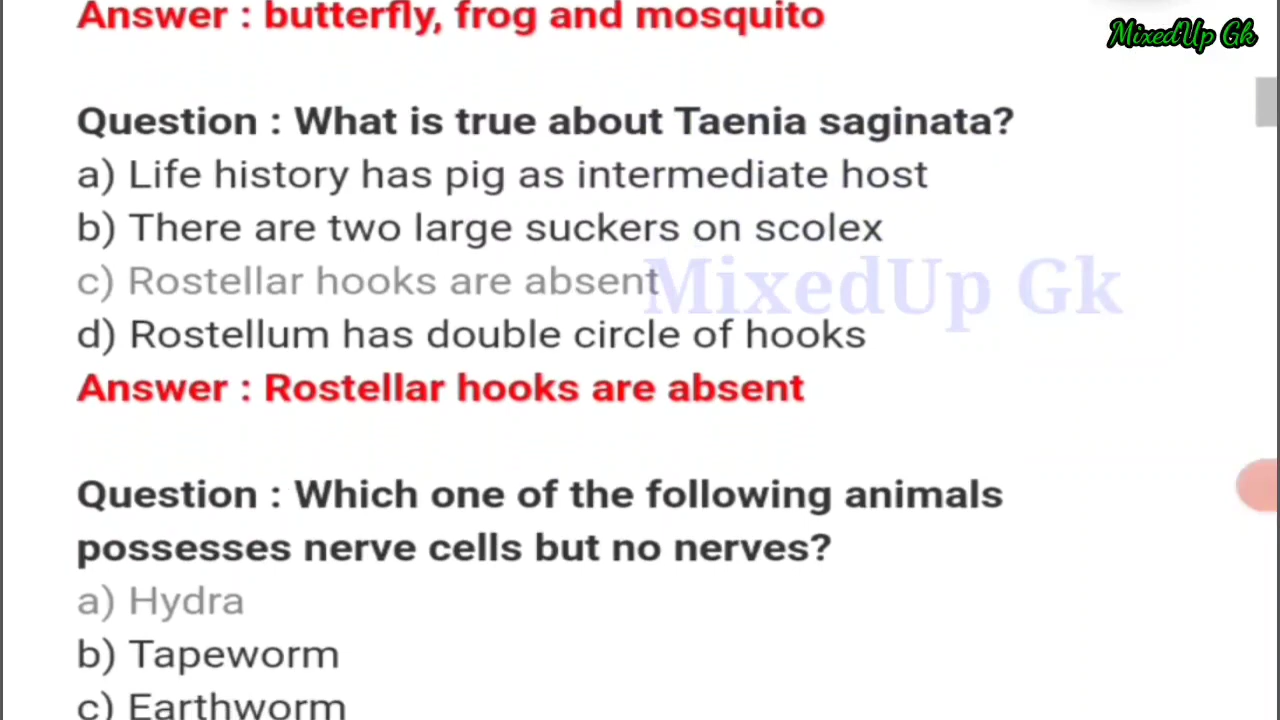 Answer : butterfly, frog and mosquito
MixedUp Gk
Question : What is true about Taenia saginata?
a) Life history has pig as intermediate host
b) There are two large suckers on scolex
c) Rostellar hooks are absent
MixedUp Gk
d) Rostellum has double circle of hooks
Answer : Rostellar hooks are absent
Question : Which one of the following animals
possesses nerve cells but no nerves?
a) Hydra
b) Tapeworm
c) Earthworm